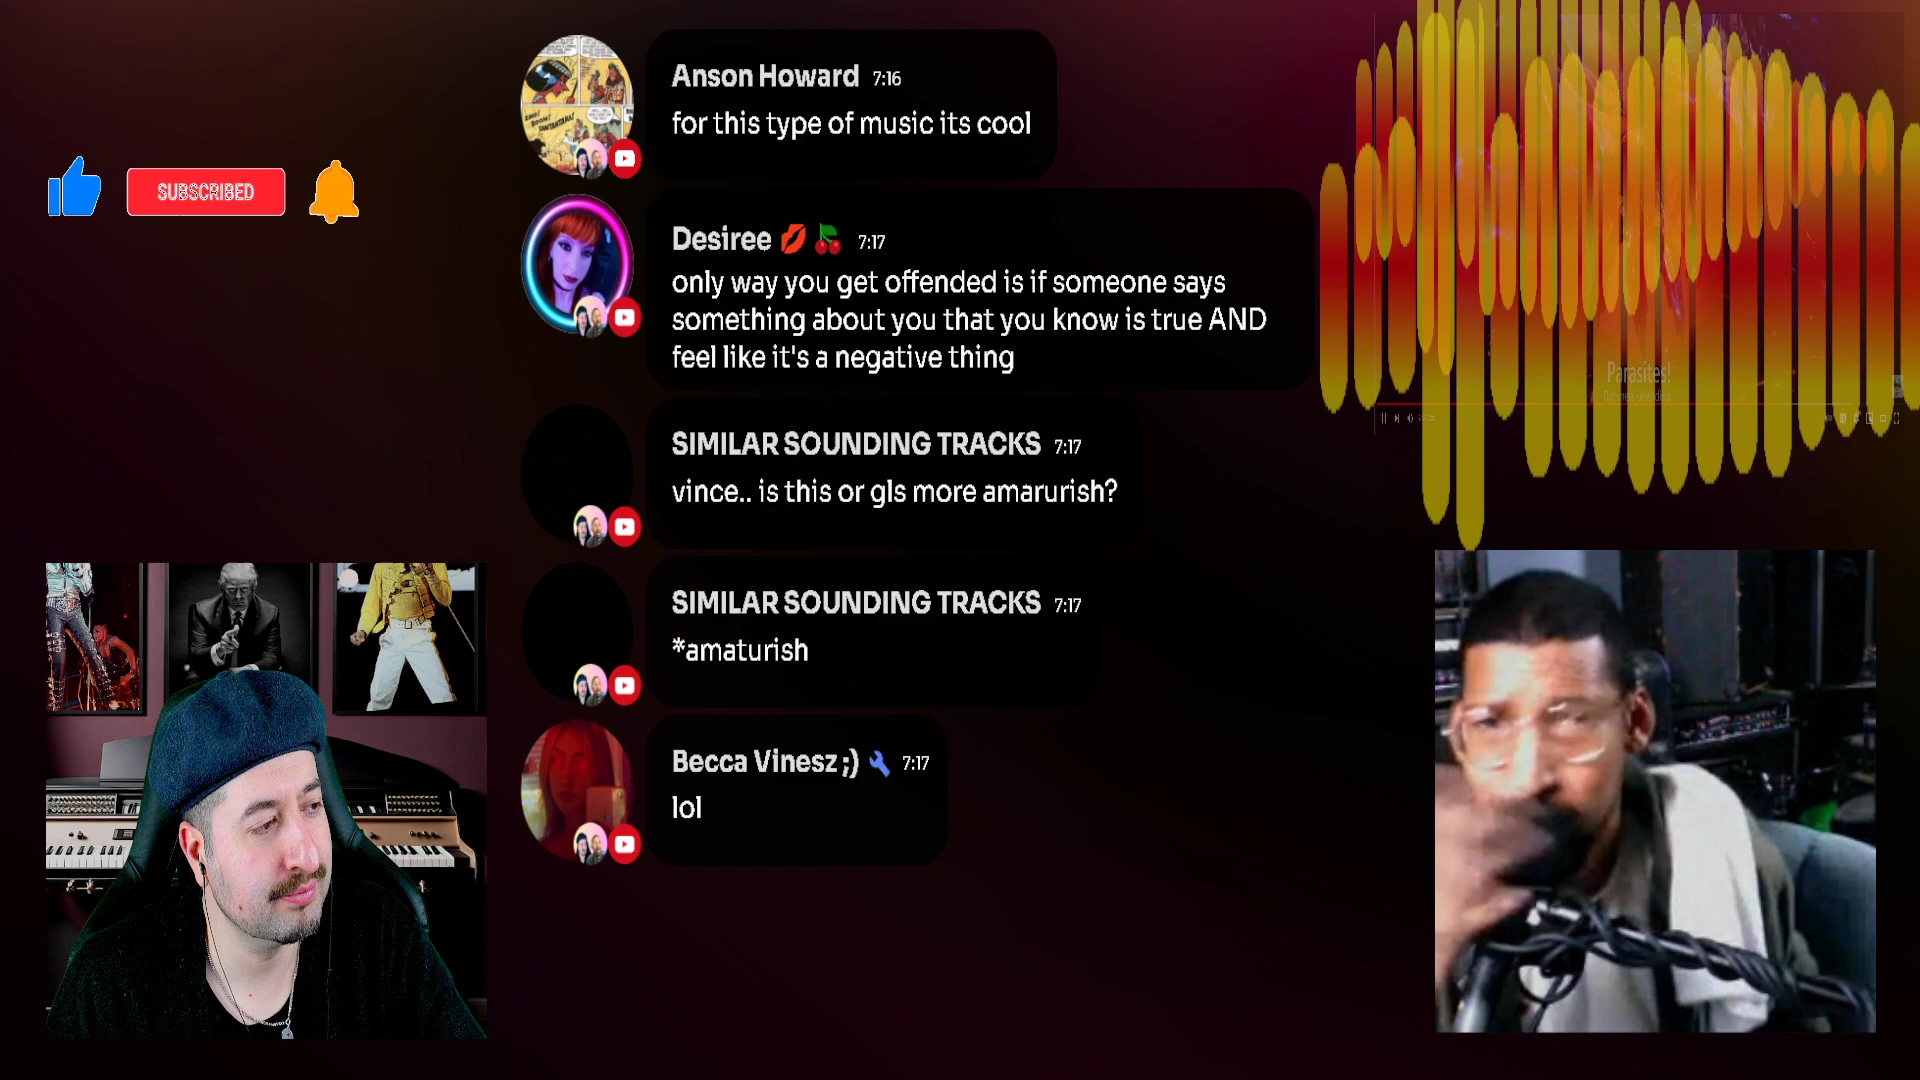 Anson Howard 7:16
for this type of music its cool
SUBSCRIBED
Desiree 💋 🍒 7:17
only way you get offended is if someone says
something about you that you know is true AND
feel like it's a negative thing
SIMILAR SOUNDING TRACKS 7:17
vince.. is this or gls more amarurish?
SIMILAR SOUNDING TRACKS 7:17
*amaturish
Becca Vinesz ;) 🔧 7:17
lol
Parasites!